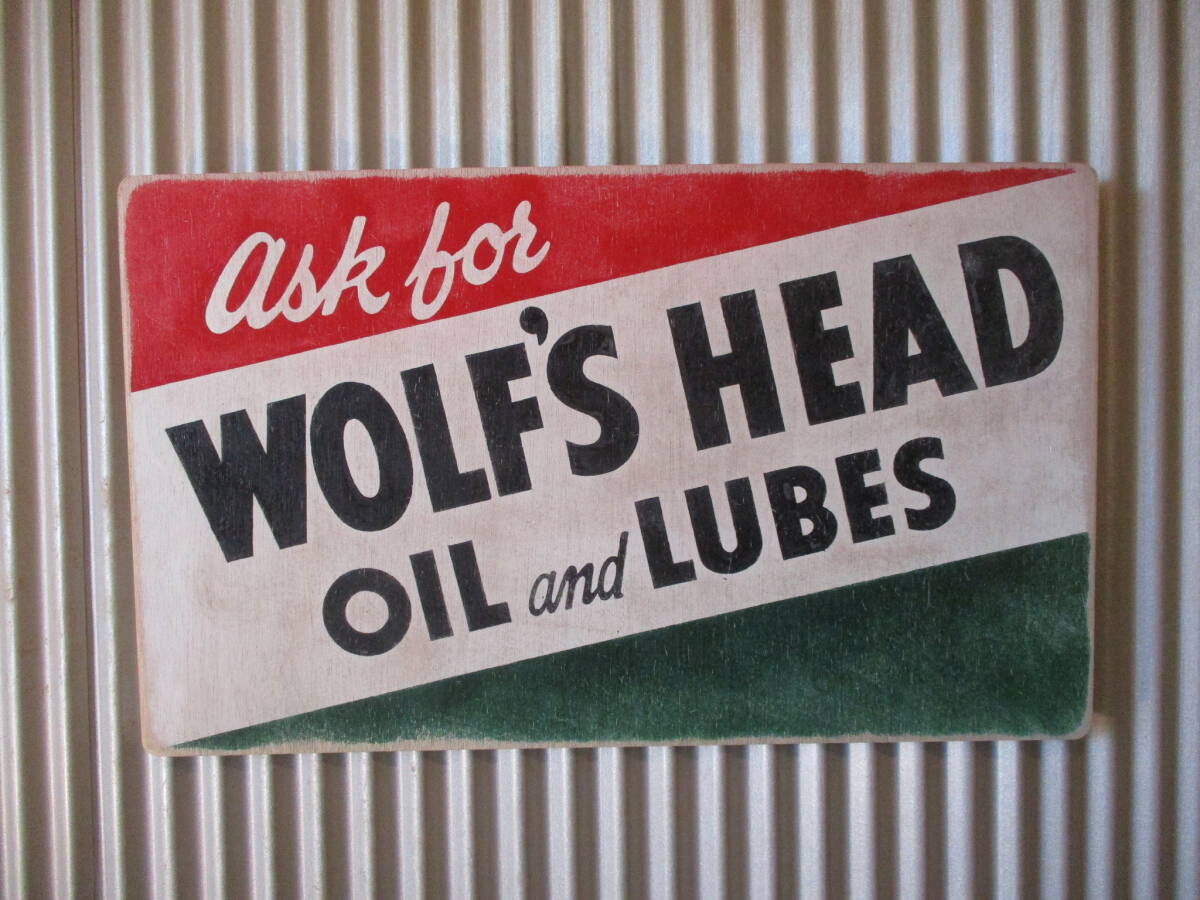 Ask for
WOLF'S HEAD
OIL and LUBES